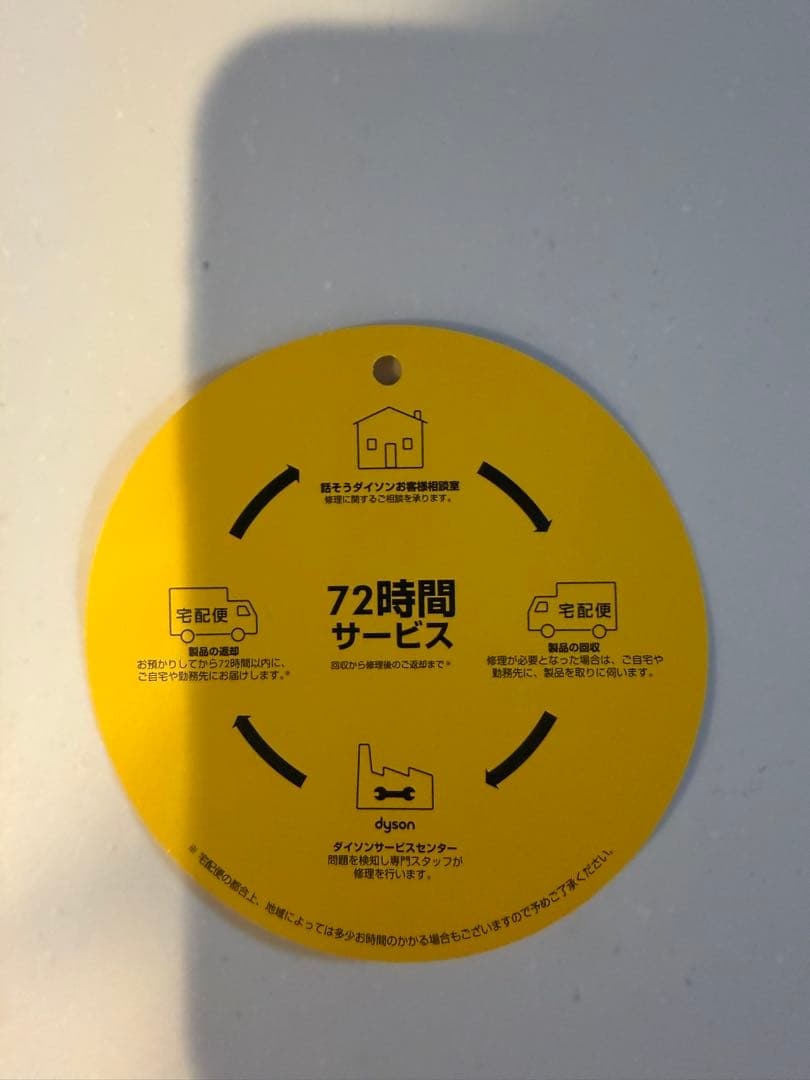 話そうダイソンお客様相談室
修理に関するご相談を承ります。
宅配便
製品の回収
修理が必要となった場合は、ご自宅や
勤務先に、製品を取りに伺います。
dyson
ダイソンサービスセンター
問題を検知し専門スタッフが
修理を行います。
宅配便
製品の返却
お預かりしてから72時間以内に、
ご自宅や勤務先にお届けします。※
72時間
サービス
回収から修理後のご返却まで※
※ 宅配便の都合上、地域によっては多少お時間のかかる場合もございますので予めご了承ください。